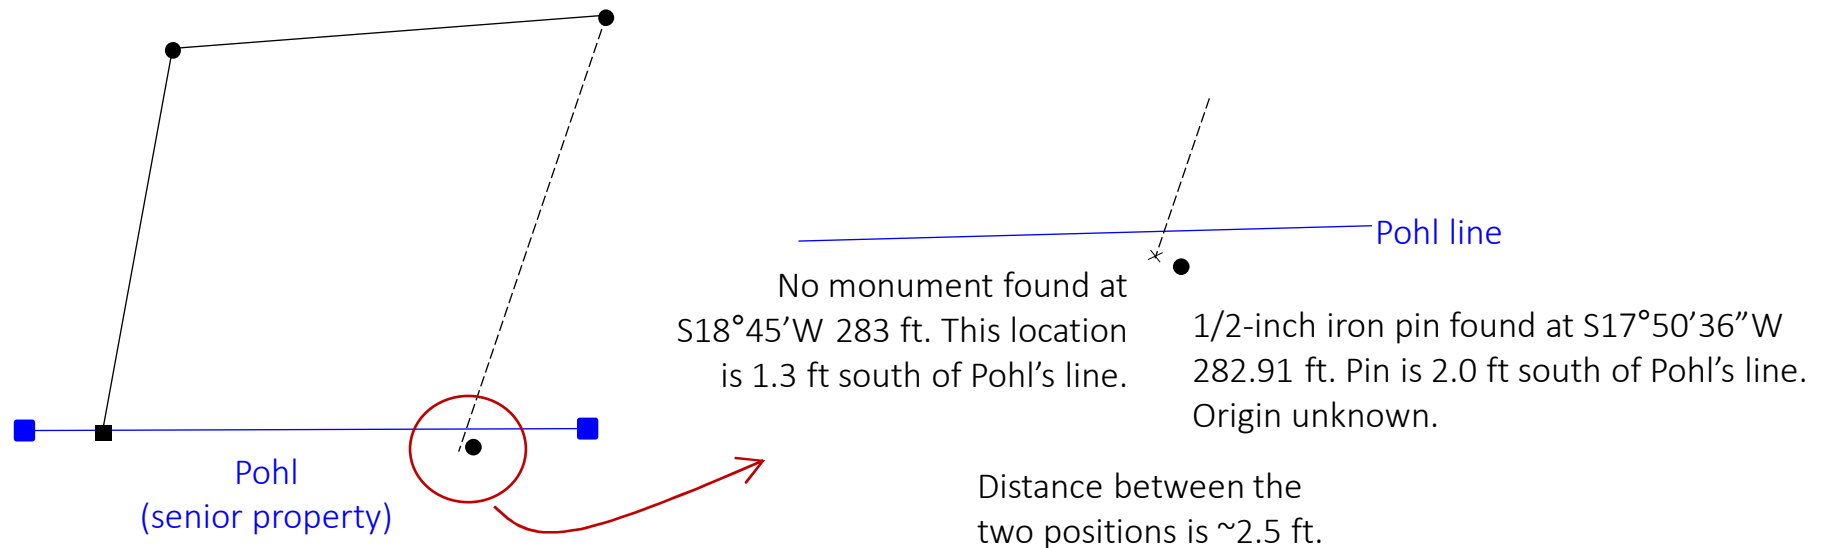 Pohl
(senior property)
Pohl line
No monument found at
S18°45’W 283 ft. This location
is 1.3 ft south of Pohl’s line.
1/2-inch iron pin found at S17°50’36”W
282.91 ft. Pin is 2.0 ft south of Pohl’s line.
Origin unknown.
Distance between the
two positions is ~2.5 ft.